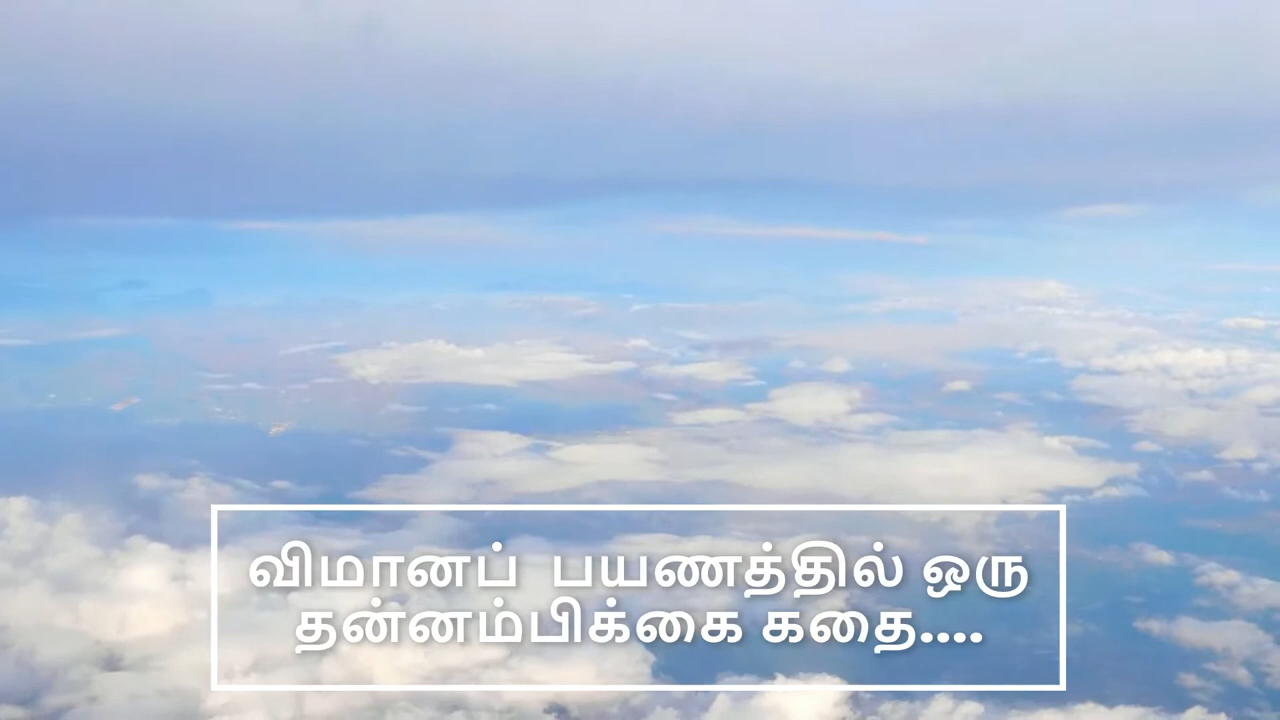 விமானப் பயணத்தில் ஒரு
தன்னம்பிக்கை கதை....